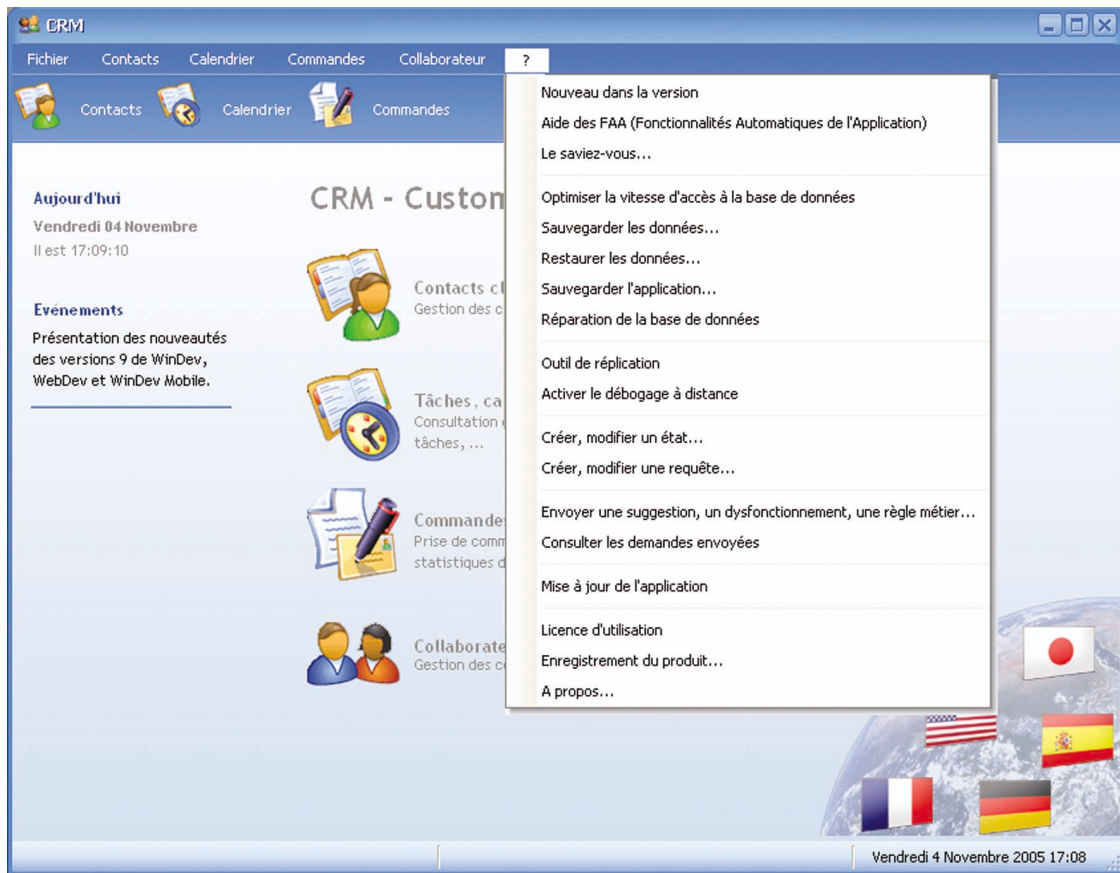 CRM
Fichier Contacts Calendrier Commandes Collaborateur ?
Contacts Calendrier Commandes
Aujourd'hui
Vendredi 04 Novembre
Il est 17:09:10
Evénements
Présentation des nouveautés
des versions 9 de WinDev,
WebDev et WinDev Mobile.
CRM - Custom
Contacts cl
Gestion des c
Tâches, ca
Consultation
tâches, ...
Commande
Prise de comm
statistiques d
Collaborate
Gestion des c
Nouveau dans la version
Aide des FAA (Fonctionnalités Automatiques de l'Application)
Le saviez-vous...
Optimiser la vitesse d'accès à la base de données
Sauvegarder les données...
Restaurer les données...
Sauvegarder l'application...
Réparation de la base de données
Outil de réplication
Activer le débogage à distance
Créer, modifier un état...
Créer, modifier une requête...
Envoyer une suggestion, un dysfonctionnement, une règle métier...
Consulter les demandes envoyées
Mise à jour de l'application
Licence d'utilisation
Enregistrement du produit...
A propos...
Vendredi 4 Novembre 2005 17:08